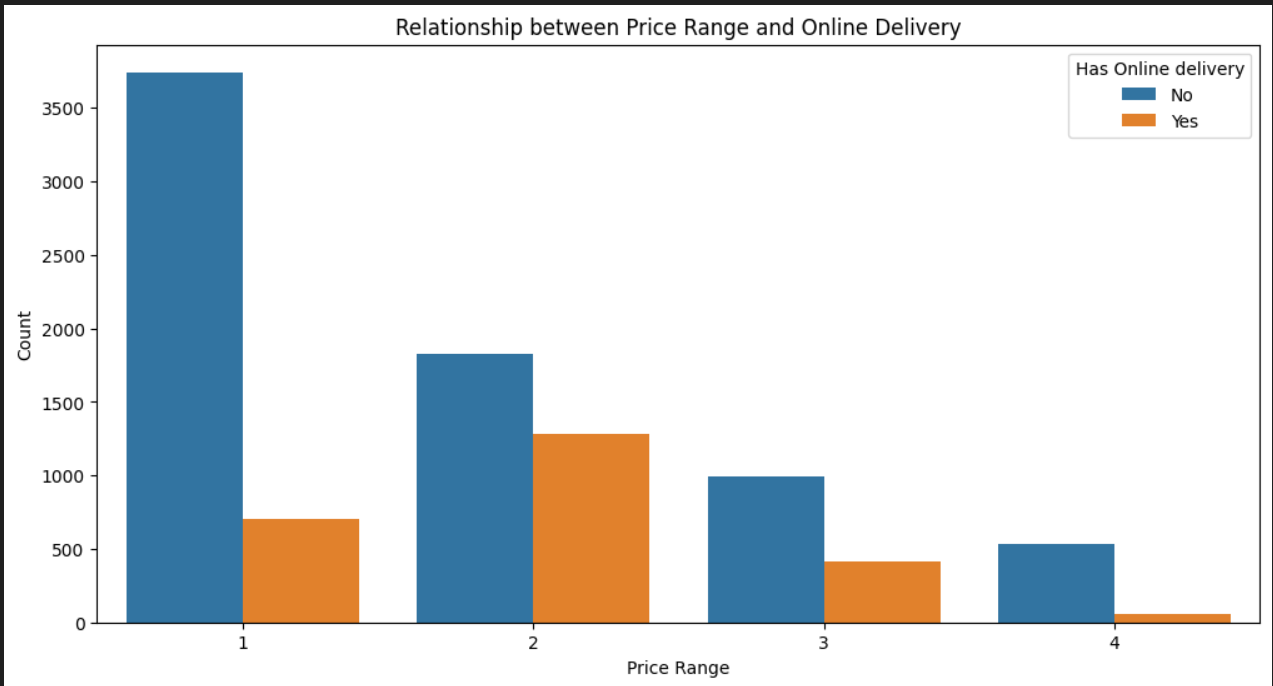 Relationship between Price Range and Online Delivery
Has Online delivery
No
Yes
Count
3500
3000
2500
2000
1500
1000
500
0
1 2 3 4
Price Range